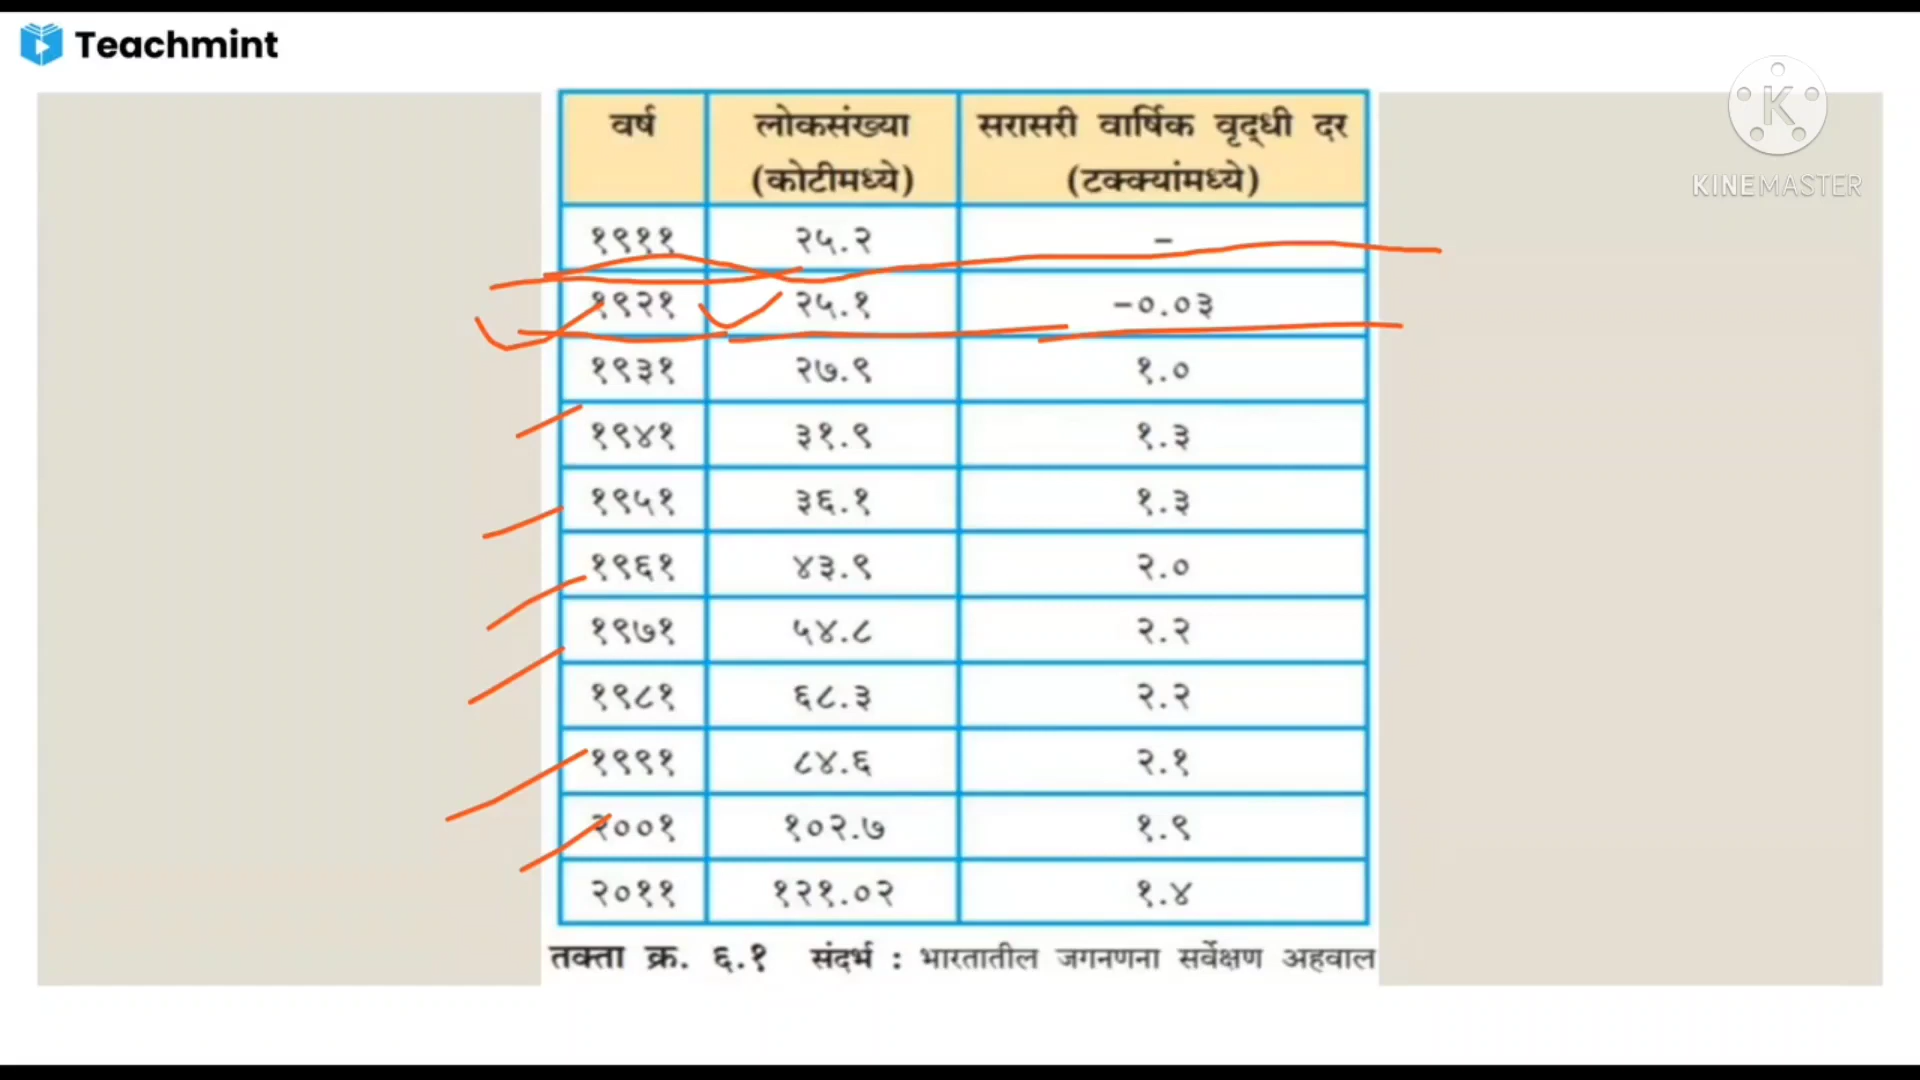 Teachmint
KINEMASTER
वर्ष लोकसंख्या (कोटीमध्ये) सरासरी वार्षिक वृद्धी दर (टक्क्यांमध्ये)
१९११ २५.२ –
१९२१ २५.१ –०.०३
१९३१ २७.९ १.०
१९४१ ३१.९ १.३
१९५१ ३६.१ १.३
१९६१ ४३.९ २.०
१९७१ ५४.८ २.२
१९८१ ६८.३ २.२
१९९१ ८४.६ २.१
२००१ १०२.७ १.९
२०११ १२१.०२ १.४
तक्ता क्र. ६.१ संदर्भ : भारतातील जगनणना सर्वेक्षण अहवाल